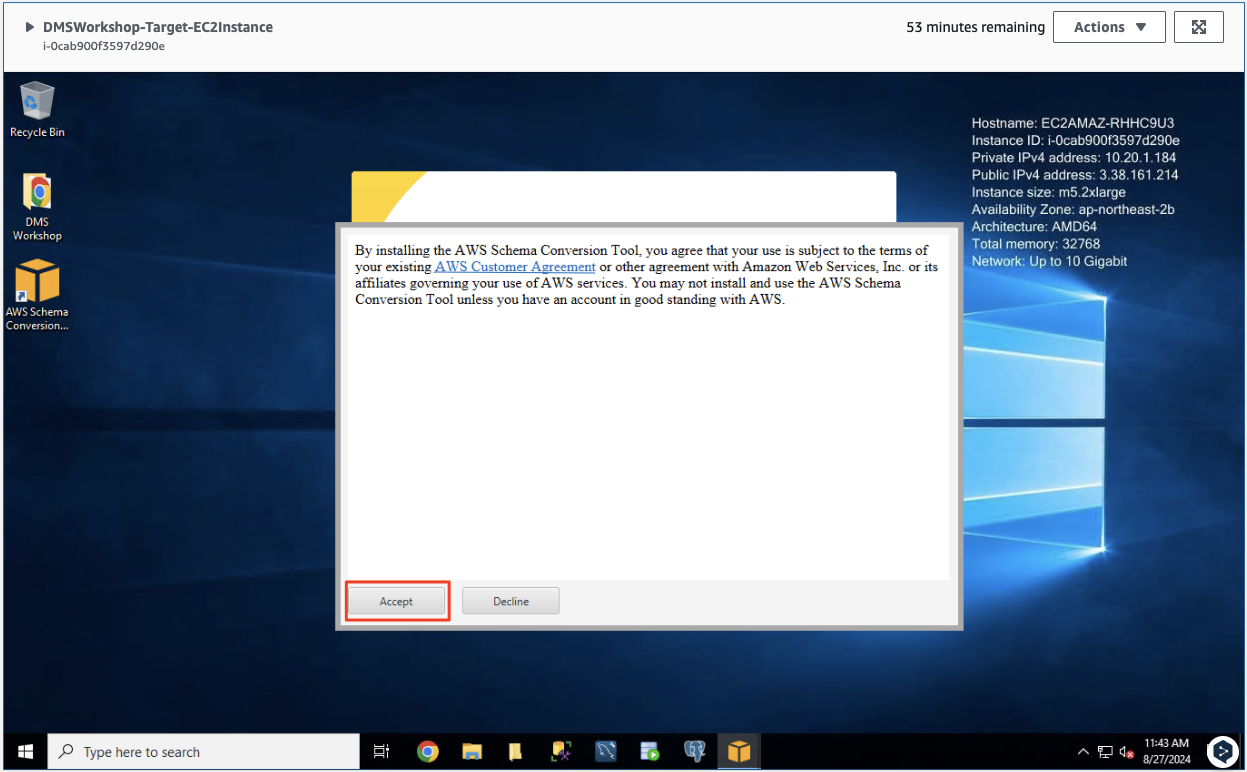 DMSWorkshop-Target-EC2Instance
i-0cab900f3597d290e
53 minutes remaining
Actions
Recycle Bin
DMS
Workshop
AWS Schema
Conversion...
Hostname: EC2AMAZ-RHHC9U3
Instance ID: i-0cab900f3597d290e
Private IPv4 address: 10.20.1.184
Public IPv4 address: 3.38.161.214
Instance size: m5.2xlarge
Availability Zone: ap-northeast-2b
Architecture: AMD64
Total memory: 32768
Network: Up to 10 Gigabit
By installing the AWS Schema Conversion Tool, you agree that your use is subject to the terms of
your existing AWS Customer Agreement or other agreement with Amazon Web Services, Inc. or its
affiliates governing your use of AWS services. You may not install and use the AWS Schema
Conversion Tool unless you have an account in good standing with AWS.
Accept
Decline
Type here to search
11:43 AM
8/27/2024